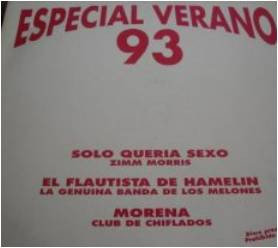 ESPECIAL VERANO
93
SOLO QUERIA SEXO
ZIMM MORRIS
EL FLAUTISTA DE HAMELIN
LA GENUINA BANDA DE LOS MELONES
MORENA
CLUB DE CHIFLADOS
Disco